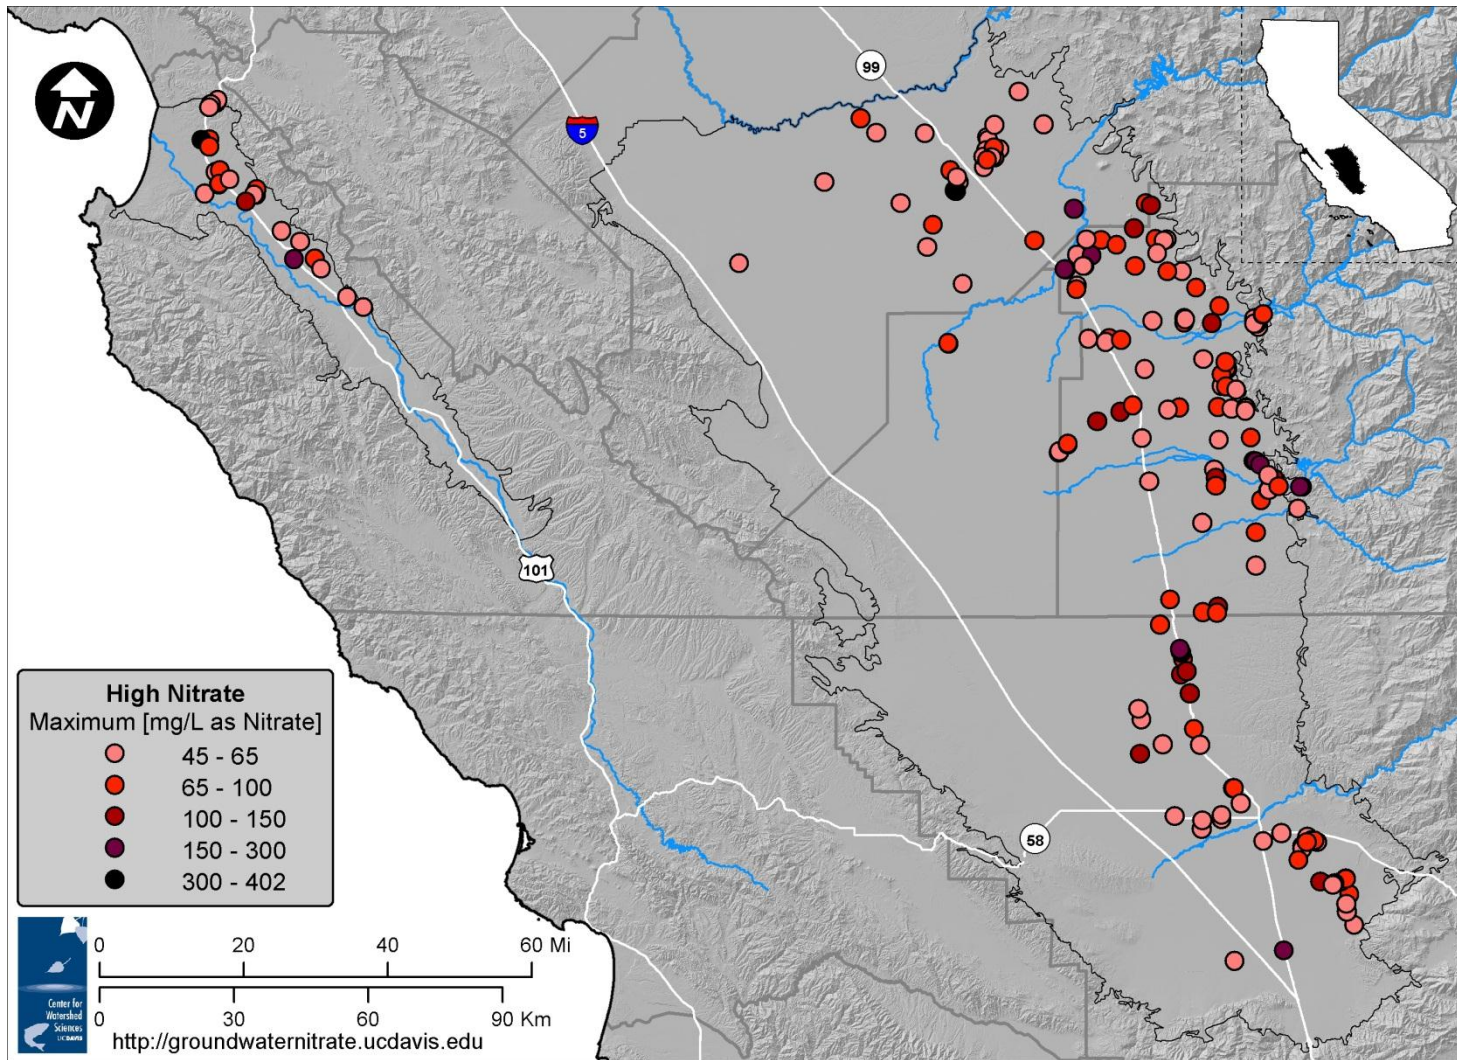 N
99
5
101
58
High Nitrate
Maximum [mg/L as Nitrate]
45 - 65
65 - 100
100 - 150
150 - 300
300 - 402
0 20 40 60 Mi
0 30 60 90 Km
Center for
Watershed
Sciences
UCDAVIS
http://groundwaternitrate.ucdavis.edu